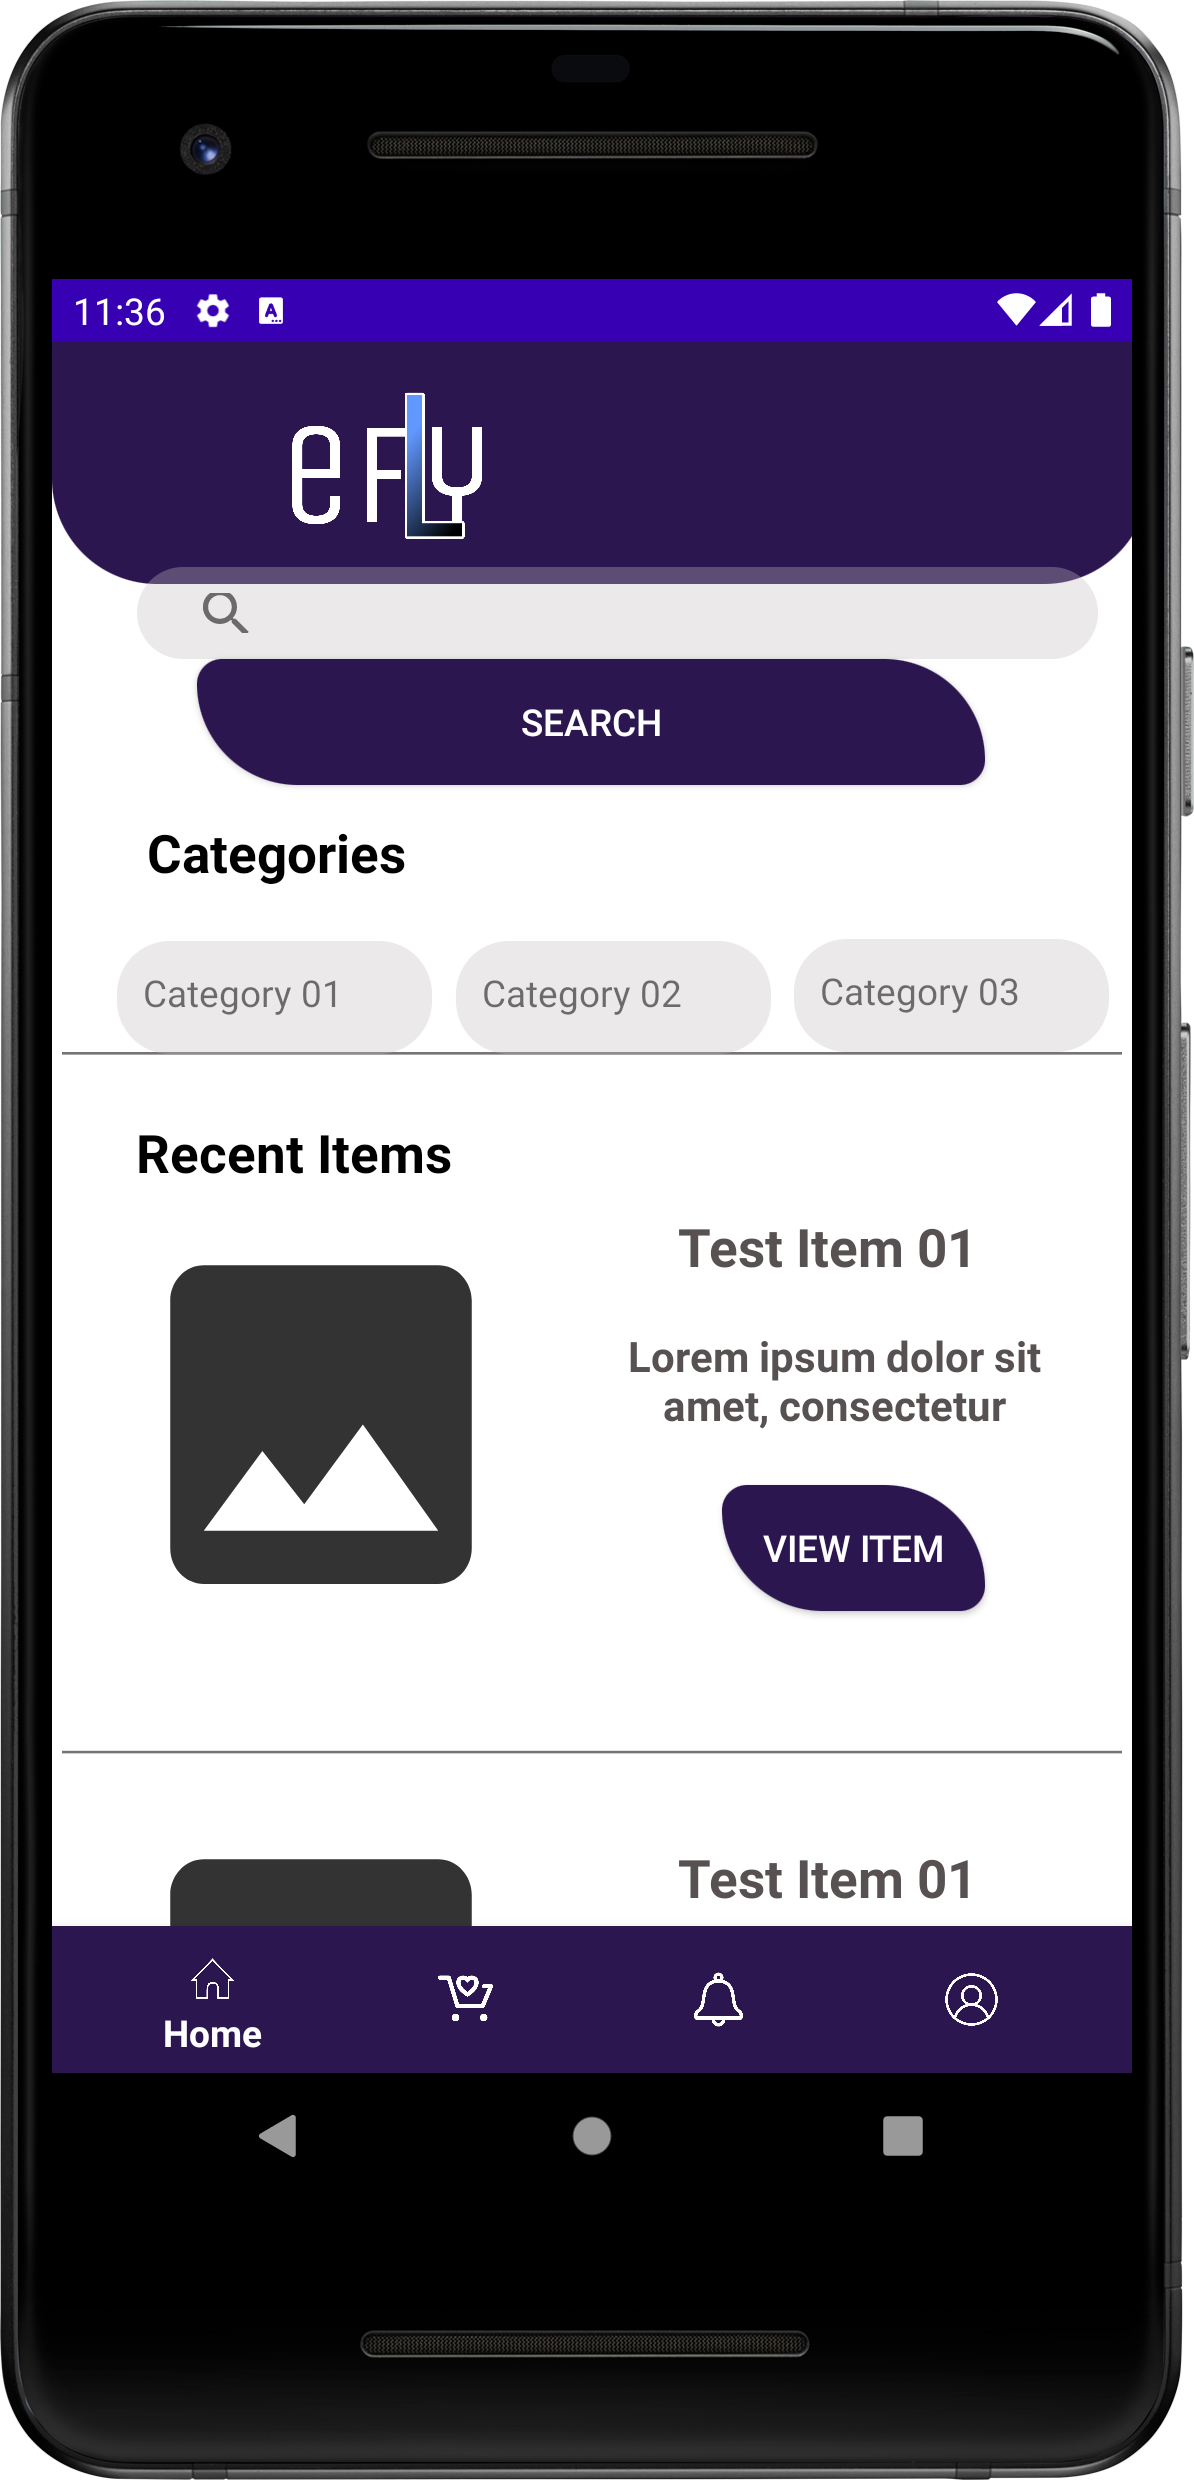 11:36
eFLy
SEARCH
Categories
Category 01
Category 02
Category 03
Recent Items
Test Item 01
Lorem ipsum dolor sit
amet, consectetur
VIEW ITEM
Test Item 01
Home